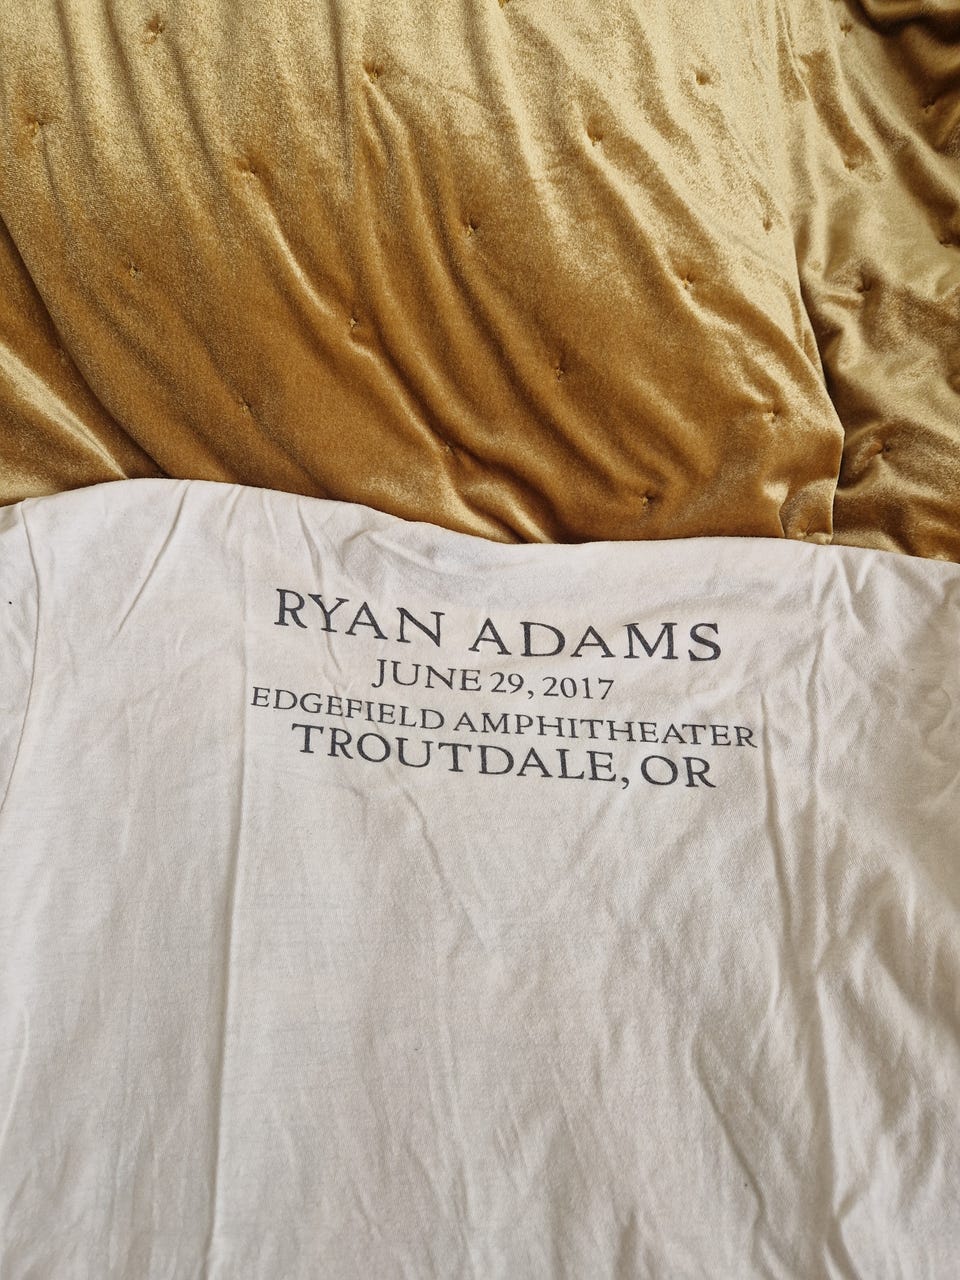 RYAN ADAMS
JUNE 29, 2017
EDGEFIELD AMPHITHEATER
TROUTDALE, OR